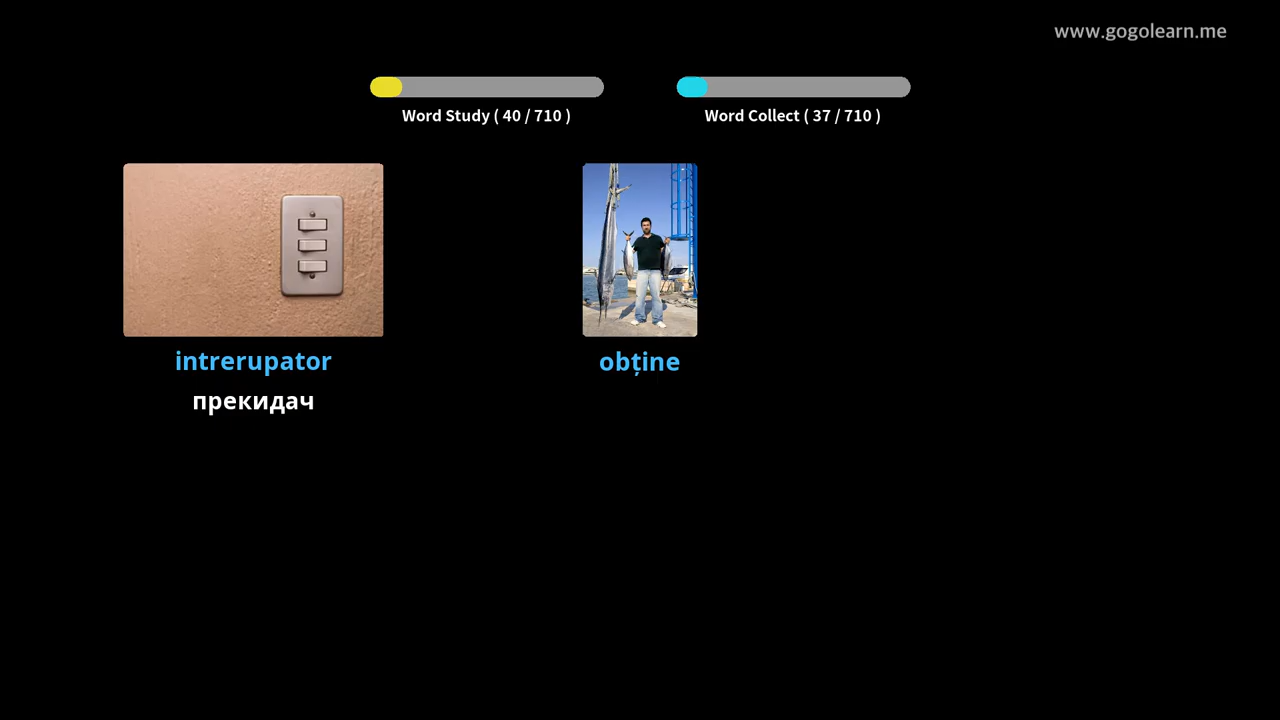 www.gogolearn.me
Word Study ( 40 / 710 )
Word Collect ( 37 / 710 )
intrerupator
прекидач
obține